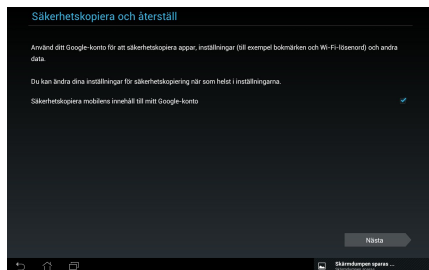 Säkerhetskopiera och återställ
Använd ditt Google-konto för att säkerhetskopiera appar, inställningar (till exempel bokmärken och Wi-Fi-lösenord) och andra
data.
Du kan ändra dina inställningar för säkerhetskopiering när som helst i inställningarna.
Säkerhetskopiera mobilens innehåll till mitt Google-konto
Nästa
Skärmdumpen sparas ...